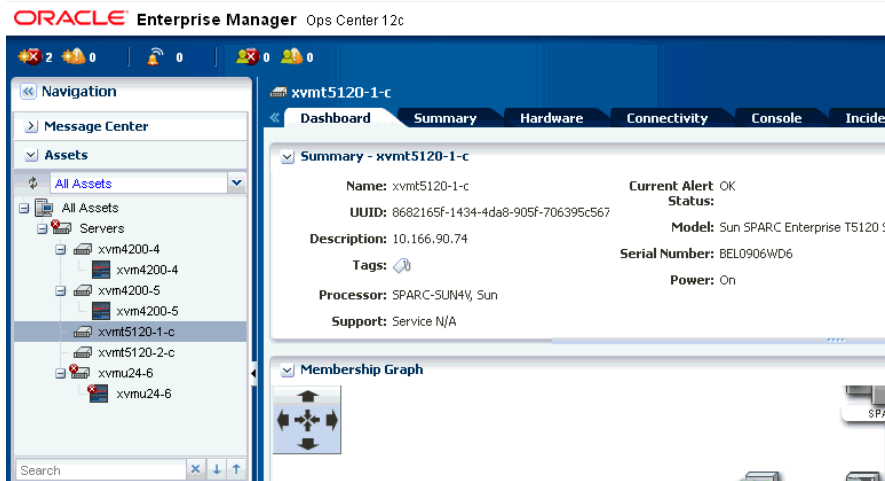 ORACLE Enterprise Manager Ops Center 12c
2 0 0 0 0
Navigation
Message Center
Assets
All Assets
All Assets
Servers
xvm4200-4
xvm4200-4
xvm4200-5
xvm4200-5
xvmt5120-1-c
xvmt5120-2-c
xvmu24-6
xvmu24-6
Search
xvmt5120-1-c
Dashboard Summary Hardware Connectivity Console Incide
Summary - xvmt5120-1-c
Name: xvmt5120-1-c
UUID: 8682165f-1434-4da8-905f-706395c567
Description: 10.166.90.74
Tags:
Processor: SPARC-SUN4V, Sun
Support: Service N/A
Current Alert Status: OK
Model: Sun SPARC Enterprise T5120 S
Serial Number: BEL0906WD6
Power: On
Membership Graph
SPA